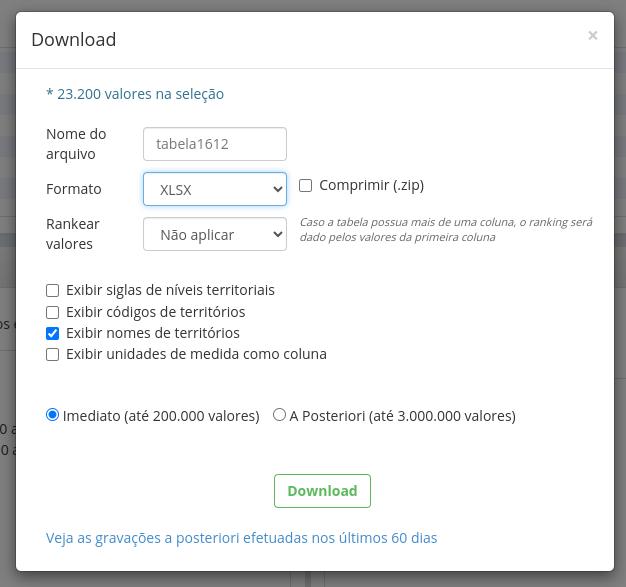 Download
×
* 23.200 valores na seleção
Nome do
arquivo
tabela1612
Formato
XLSX
Comprimir (.zip)
Rankear
valores
Não aplicar
Caso a tabela possua mais de uma coluna, o ranking será
dado pelos valores da primeira coluna
Exibir siglas de níveis territoriais
Exibir códigos de territórios
Exibir nomes de territórios
Exibir unidades de medida como coluna
Imediato (até 200.000 valores)
A Posteriori (até 3.000.000 valores)
Download
Veja as gravações a posteriori efetuadas nos últimos 60 dias